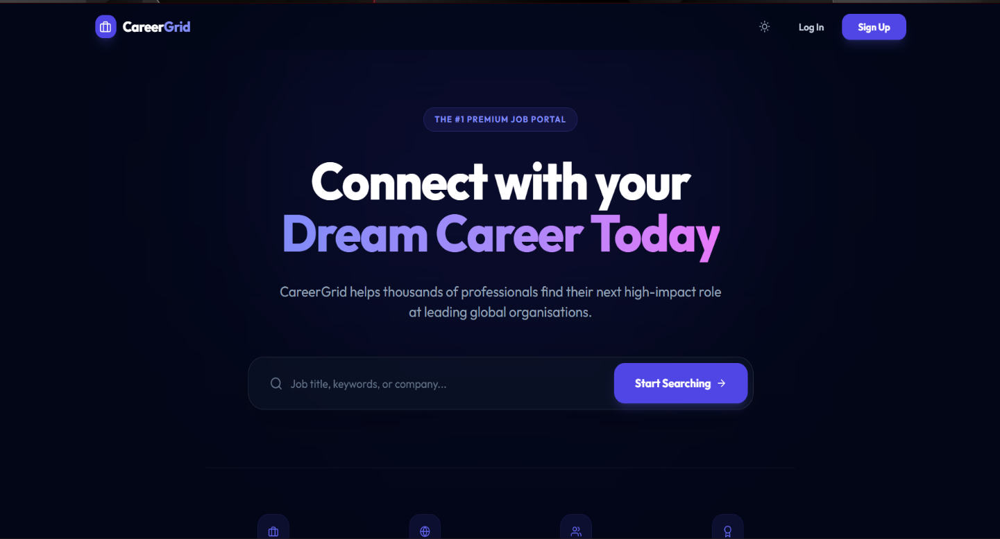 CareerGrid
Log In
Sign Up
THE #1 PREMIUM JOB PORTAL
Connect with your
Dream Career Today
CareerGrid helps thousands of professionals find their next high-impact role
at leading global organisations.
Job title, keywords, or company...
Start Searching